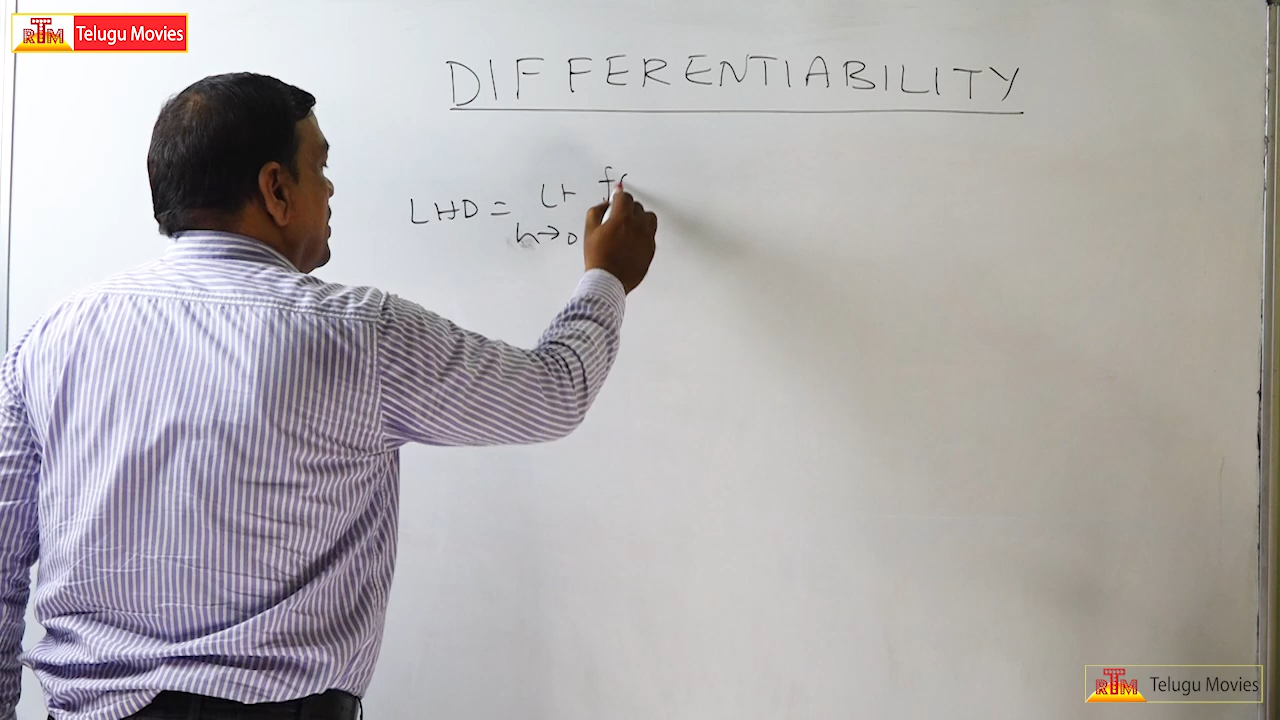 RTM Telugu Movies
DIFFERENTIABILITY
LHD = Lt f(
h→0
RTM Telugu Movies